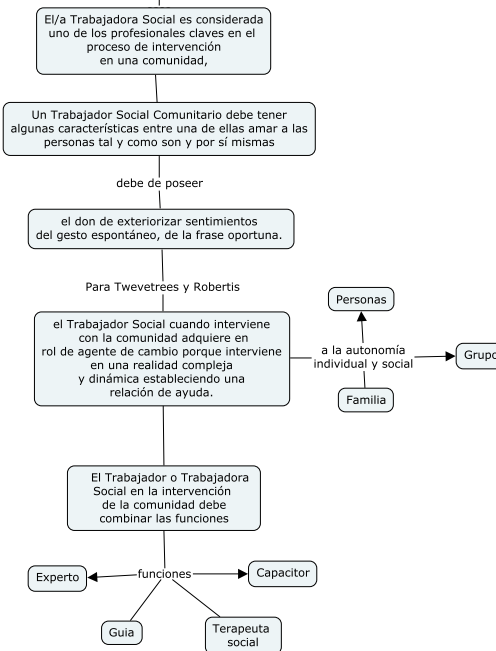 El/a Trabajadora Social es considerada
uno de los profesionales claves en el
proceso de intervención
en una comunidad,
Un Trabajador Social Comunitario debe tener
algunas características entre una de ellas amar a las
personas tal y como son y por sí mismas
debe de poseer
el don de exteriorizar sentimientos
del gesto espontáneo, de la frase oportuna.
Para Twevetrees y Robertis
el Trabajador Social cuando interviene
con la comunidad adquiere en
rol de agente de cambio porque interviene
en una realidad compleja
y dinámica estableciendo una
relación de ayuda.
Personas
a la autonomía
individual y social
Grupo
Familia
El Trabajador o Trabajadora
Social en la intervención
de la comunidad debe
combinar las funciones
funciones
Experto
Capacitor
Guia
Terapeuta
social